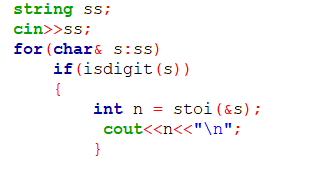 string ss;
cin>>ss;
for(char& s:ss)
    if(isdigit(s))
    {
        int n = stoi(&s);
         cout<<n<<"\n";
        }